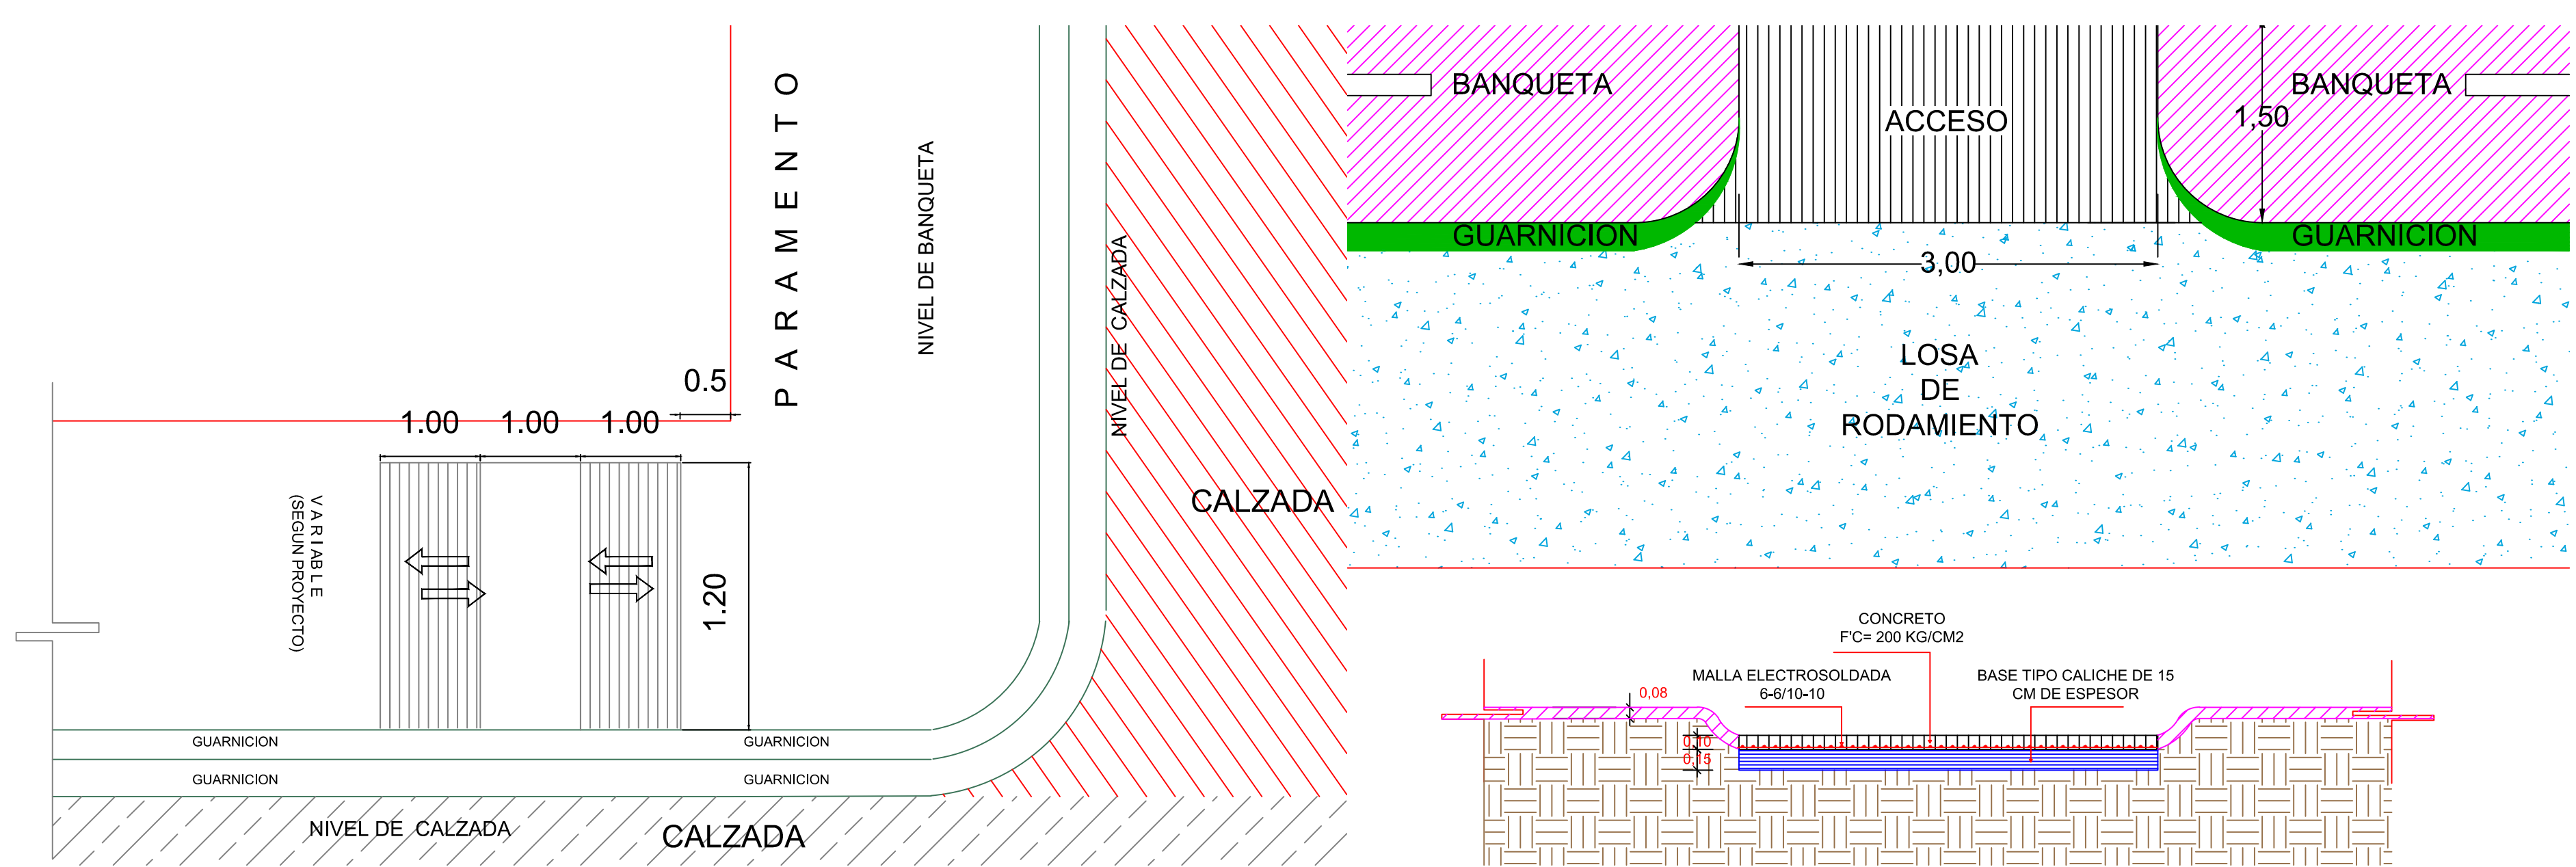 PARAMENTO
NIVEL DE BANQUETA
NIVEL DE CALZADA
0.5
1.00 1.00 1.00
VARIABLE
(SEGUN PROYECTO)
1.20
CALZADA
GUARNICION GUARNICION
GUARNICION GUARNICION
NIVEL DE CALZADA CALZADA
BANQUETA
ACCESO
BANQUETA
1,50
GUARNICION
GUARNICION
3,00
LOSA
DE
RODAMIENTO
CONCRETO
F'C= 200 KG/CM2
MALLA ELECTROSOLDADA
6-6/10-10
BASE TIPO CALICHE DE 15
CM DE ESPESOR
0,08
0,10
0,15